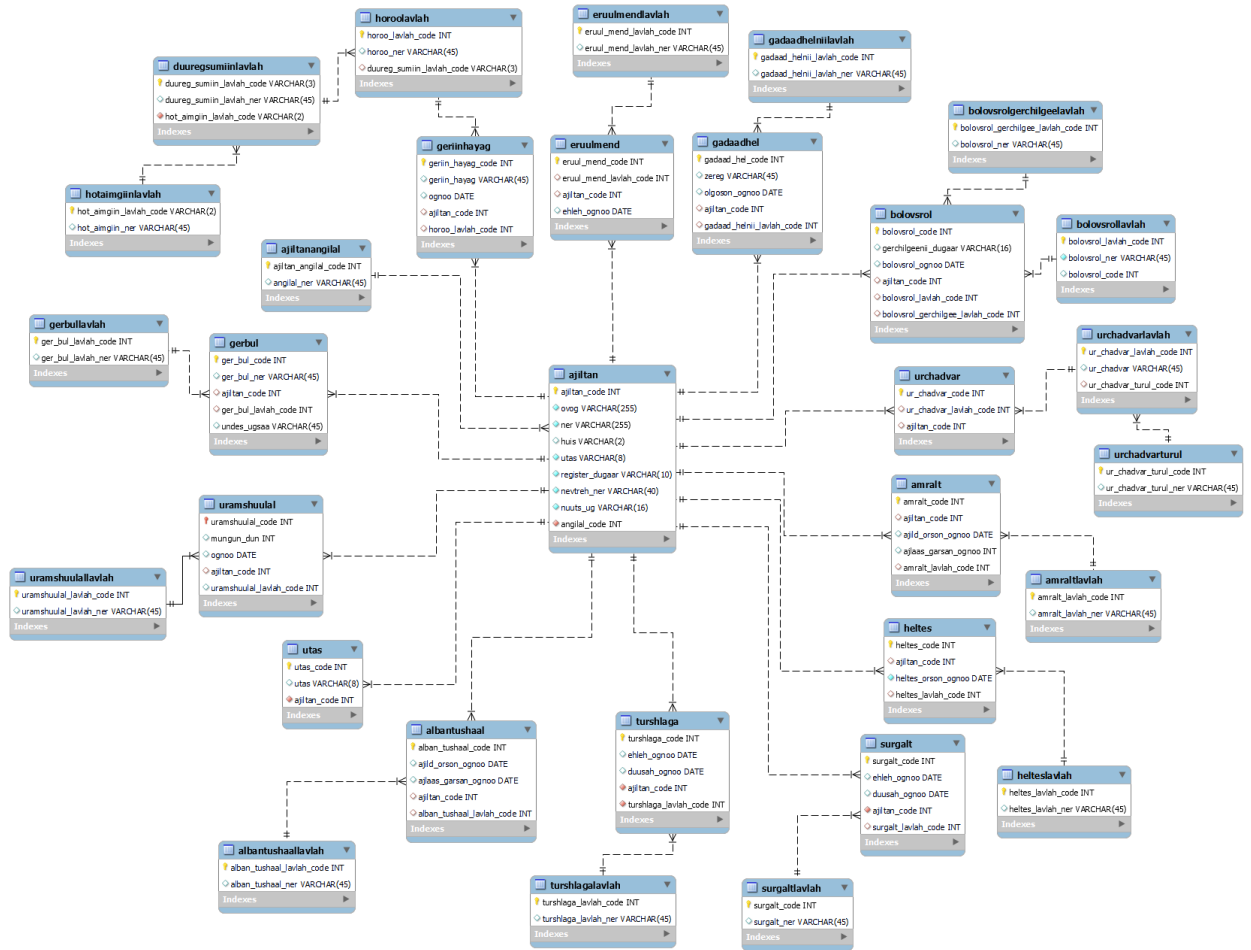 horoolavlah
horoo_lavlah_code INT
horoo_ner VARCHAR(45)
duureg_sumiin_lavlah_code VARCHAR(3)
Indexes
eruulmendlavlah
eruul_mend_lavlah_code INT
eruul_mend_lavlah_ner VARCHAR(45)
Indexes
gadaadhelniilavlah
gadaad_helnii_lavlah_code INT
gadaad_helnii_lavlah_ner VARCHAR(45)
Indexes
duuregsumiinlavlah
duureg_sumiin_lavlah_code VARCHAR(3)
duureg_sumiin_lavlah_ner VARCHAR(45)
hot_aimgiin_lavlah_code VARCHAR(2)
Indexes
bolovsrolgerchilgeelavlah
bolovsrol_gerchilgee_lavlah_code INT
bolovsrol_ner VARCHAR(45)
Indexes
geriinhayag
geriin_hayag_code INT
geriin_hayag VARCHAR(45)
ognoo DATE
ajiltan_code INT
horoo_lavlah_code INT
Indexes
eruulmend
eruul_mend_code INT
eruul_mend_lavlah_code INT
ajiltan_code INT
ehleh_ognoo DATE
Indexes
gadaadhel
gadaad_hel_code INT
zereg VARCHAR(45)
olgoson_ognoo DATE
ajiltan_code INT
gadaad_helnii_lavlah_code INT
Indexes
hotaimgiinlavlah
hot_aimgiin_lavlah_code VARCHAR(2)
hot_aimgiin_ner VARCHAR(45)
Indexes
bolovsrol
bolovsrol_code INT
gerchilgeenii_dugaar VARCHAR(16)
bolovsrol_ognoo DATE
ajiltan_code INT
bolovsrol_lavlah_code INT
bolovsrol_gerchilgee_lavlah_code INT
Indexes
bolovsrollavlah
bolovsrol_lavlah_code INT
bolovsrol_ner VARCHAR(45)
bolovsrol_code INT
Indexes
ajiltanangilal
ajiltan_angilal_code INT
angilal_ner VARCHAR(45)
Indexes
gerbullavlah
ger_bul_lavlah_code INT
ger_bul_lavlah_ner VARCHAR(45)
Indexes
gerbul
ger_bul_code INT
ger_bul_ner VARCHAR(45)
ajiltan_code INT
ger_bul_lavlah_code INT
undes_ugsaa VARCHAR(45)
Indexes
ajiltan
ajiltan_code INT
ovog VARCHAR(255)
ner VARCHAR(255)
huis VARCHAR(2)
utas VARCHAR(8)
register_dugaar VARCHAR(10)
nevtreh_ner VARCHAR(40)
nuuts_ug VARCHAR(16)
angilal_code INT
Indexes
urchadvar
ur_chadvar_code INT
ur_chadvar_lavlah_code INT
ajiltan_code INT
Indexes
urchadvarlavlah
ur_chadvar_lavlah_code INT
ur_chadvar VARCHAR(45)
ur_chadvar_turul_code INT
Indexes
urchadvarturul
ur_chadvar_turul_code INT
ur_chadvar_turul_ner VARCHAR(45)
Indexes
uramshuulal
uramshuulal_code INT
mungun_dun INT
ognoo DATE
ajiltan_code INT
uramshuulal_lavlah_code INT
Indexes
amralt
amralt_code INT
ajiltan_code INT
ajild_orson_ognoo DATE
ajlaas_garsan_ognoo INT
amralt_lavlah_code INT
Indexes
uramshuulallavlah
uramshuulal_lavlah_code INT
uramshuulal_lavlah_ner VARCHAR(45)
Indexes
amraltlavlah
amralt_lavlah_code INT
amralt_lavlah_ner VARCHAR(45)
Indexes
utas
utas_code INT
utas VARCHAR(8)
ajiltan_code INT
Indexes
heltes
heltes_code INT
ajiltan_code INT
heltes_orson_ognoo DATE
heltes_lavlah_code INT
Indexes
albantushaal
alban_tushaal_code INT
ajild_orson_ognoo DATE
ajlaas_garsan_ognoo DATE
ajiltan_code INT
alban_tushaal_lavlah_code INT
Indexes
turshlaga
turshlaga_code INT
ehleh_ognoo DATE
duusah_ognoo DATE
ajiltan_code INT
turshlaga_lavlah_code INT
Indexes
surgalt
surgalt_code INT
ehleh_ognoo DATE
duusah_ognoo DATE
ajiltan_code INT
surgalt_lavlah_code INT
Indexes
helteslavlah
heltes_lavlah_code INT
heltes_lavlah_ner VARCHAR(45)
Indexes
albantushaallavlah
alban_tushaal_lavlah_code INT
alban_tushaal_ner VARCHAR(45)
Indexes
turshlagalavlah
turshlaga_lavlah_code INT
turshlaga_lavlah_ner VARCHAR(45)
Indexes
surgaltlavlah
surgalt_code INT
surgalt_ner VARCHAR(45)
Indexes